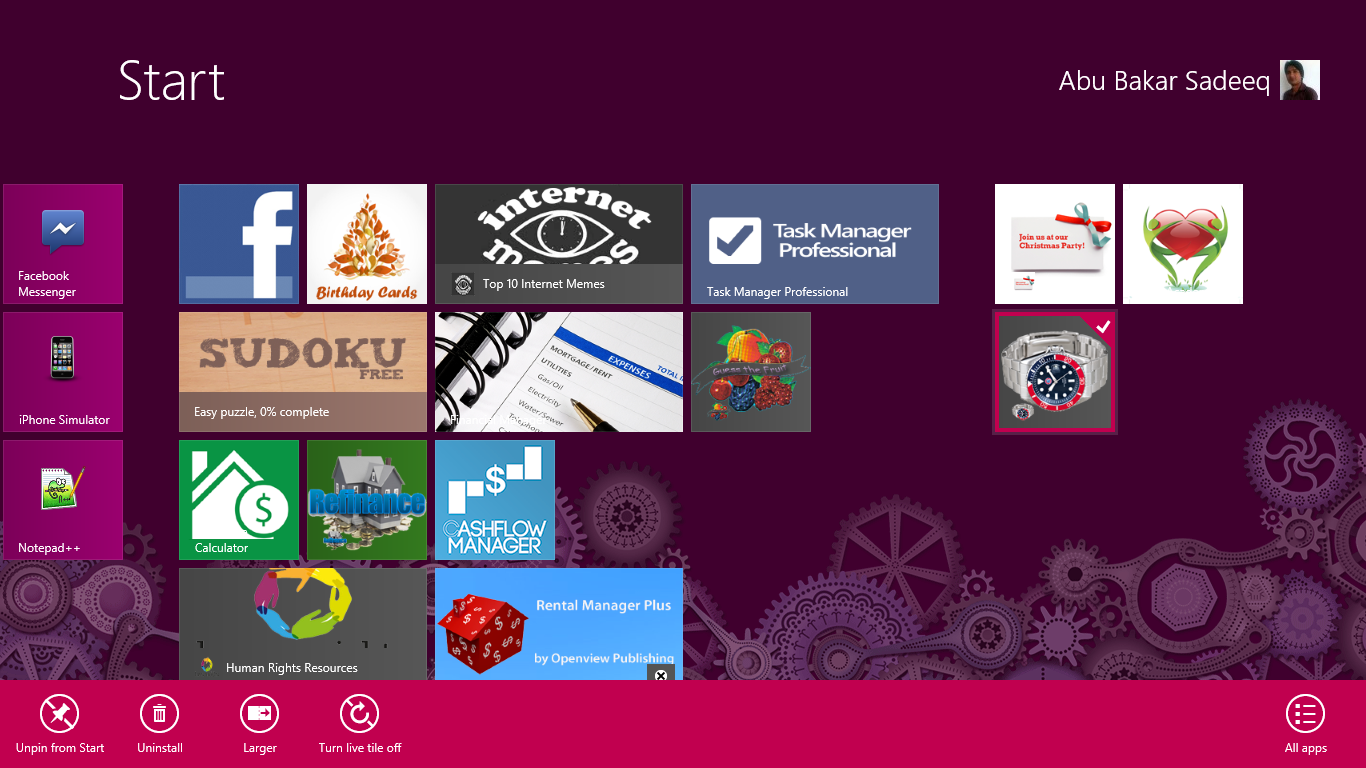 Start
Abu Bakar Sadeeq
Facebook
Messenger
Birthday Cards
internet
Top 10 Internet Memes
Task Manager
Professional
Task Manager Professional
Join us at our
Christmas Party!
iPhone Simulator
SUDOKU
FREE
Easy puzzle, 0% complete
EXPENSES
MORTGAGE/RENT
UTILITIES
Gas/Oil
Electricity
Water/Sewer
Telephone
Guess the Fruit
Notepad++
Calculator
Refinance
$
CASHFLOW
MANAGER
Human Rights Resources
Rental Manager Plus
by Openview Publishing
Unpin from Start
Uninstall
Larger
Turn live tile off
All apps